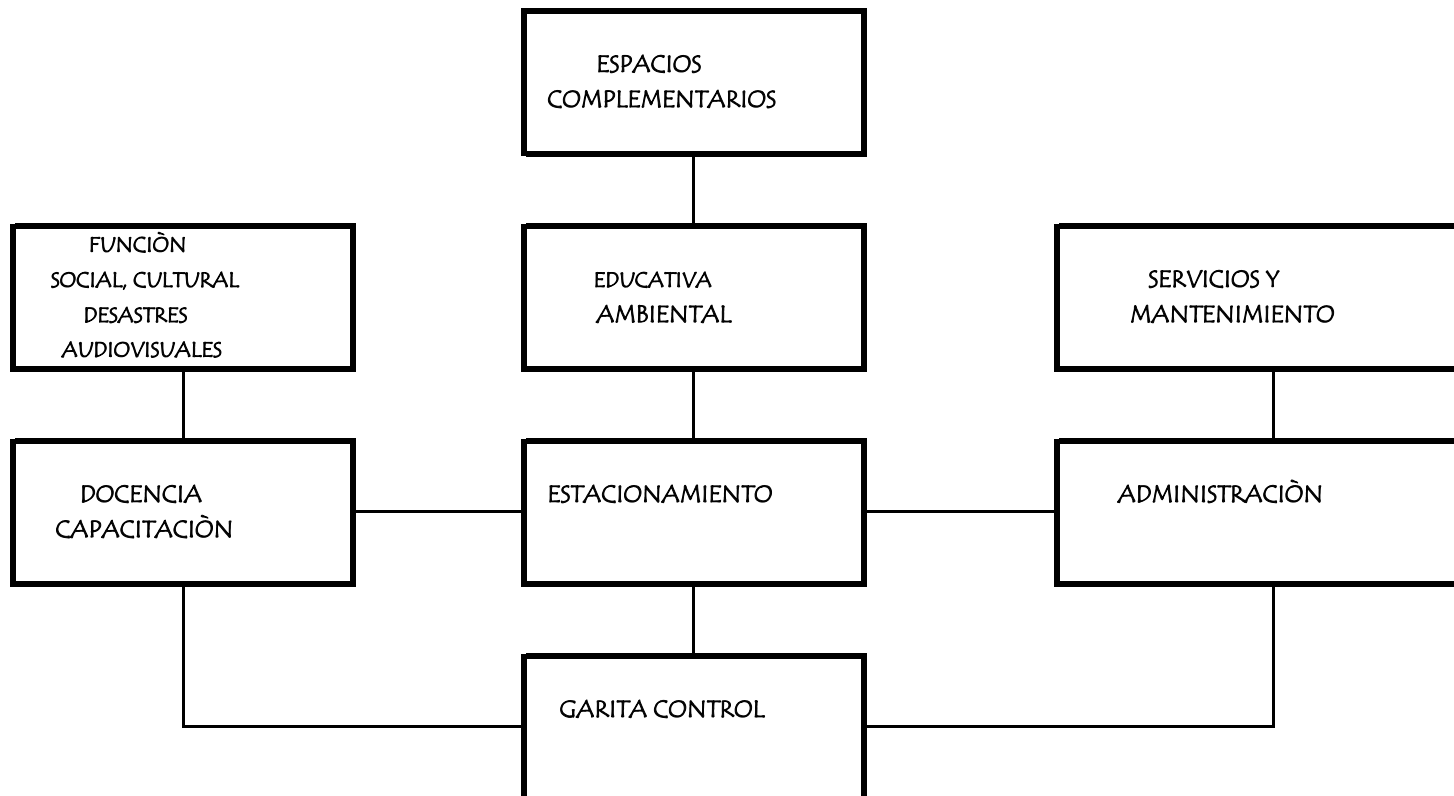 ESPACIOS
COMPLEMENTARIOS
FUNCIÒN
SOCIAL, CULTURAL
DESASTRES
AUDIOVISUALES
EDUCATIVA
AMBIENTAL
SERVICIOS Y
MANTENIMIENTO
DOCENCIA
CAPACITACIÒN
ESTACIONAMIENTO
ADMINISTRACIÒN
GARITA CONTROL